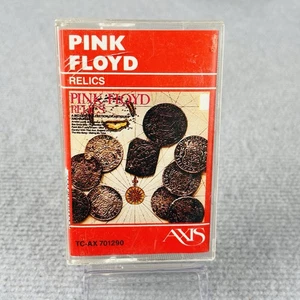 PINK
FLOYD
RELICS
PINK FLOYD
RELICS
TC-AX 701290
AXIS